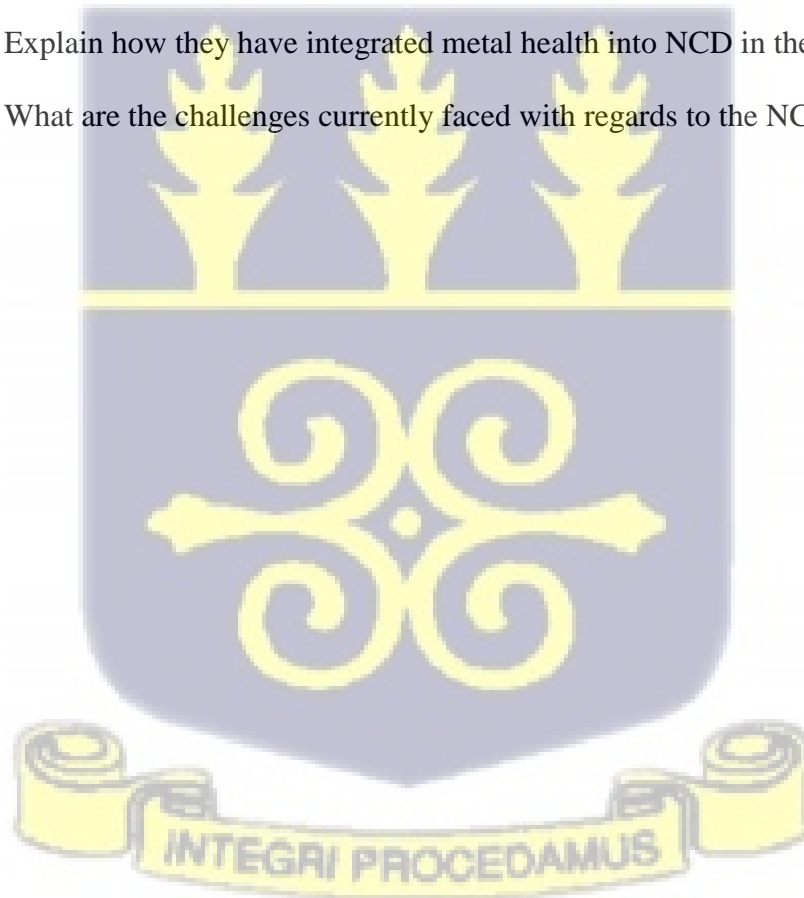 Explain how they have integrated metal health into NCD in the
What are the challenges currently faced with regards to the NC
INTEGRI PROCEDAMUS